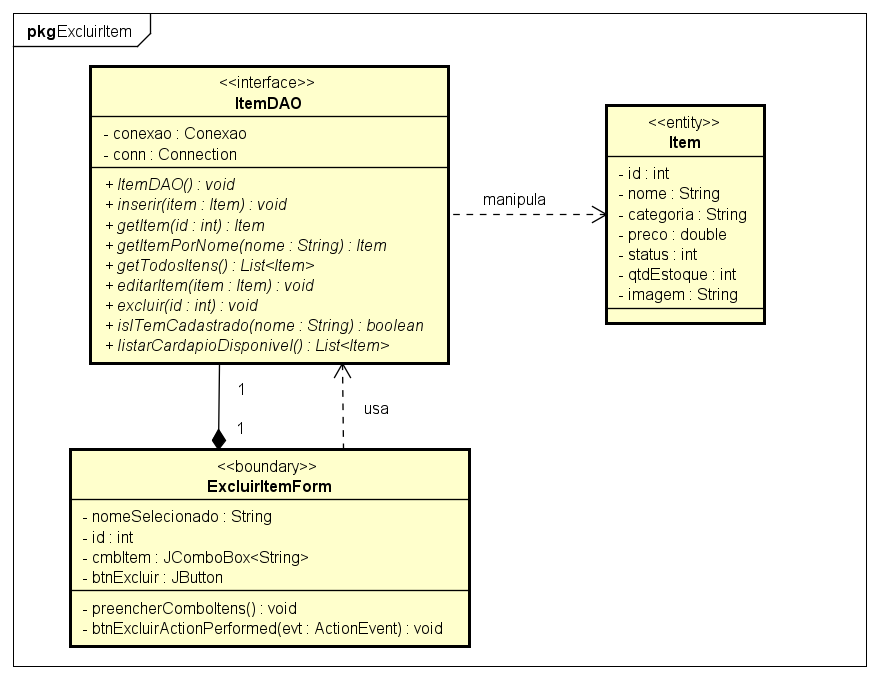 pkg ExcluirItem
<<interface>>
ItemDAO
- conexao : Conexao
- conn : Connection
+ ItemDAO() : void
+ inserir(item : Item) : void
+ getItem(id : int) : Item
+ getItemPorNome(nome : String) : Item
+ getTodosItens() : List<Item>
+ editarItem(item : Item) : void
+ excluir(id : int) : void
+ isITemCadastrado(nome : String) : boolean
+ listarCardapioDisponivel() : List<Item>
manipula
<<entity>>
Item
- id : int
- nome : String
- categoria : String
- preco : double
- status : int
- qtdEstoque : int
- imagem : String
1
usa
1
<<boundary>>
ExcluirItemForm
- nomeSelecionado : String
- id : int
- cmbItem : JComboBox<String>
- btnExcluir : JButton
- preencherComboItens() : void
- btnExcluirActionPerformed(evt : ActionEvent) : void